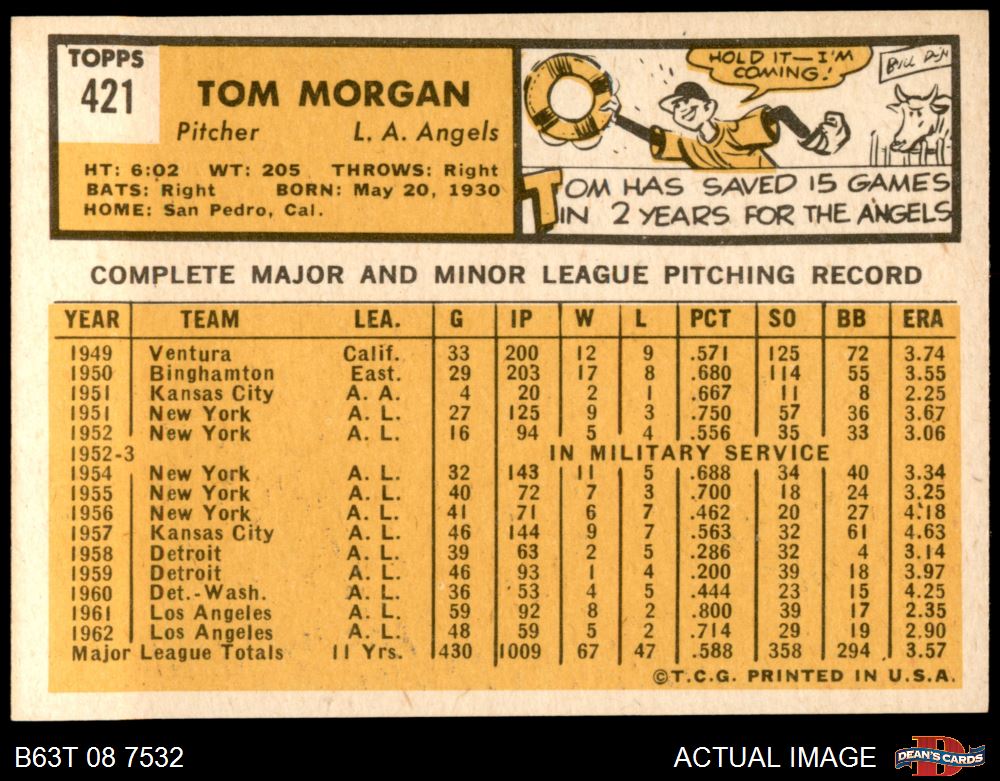 TOPPS
421
TOM MORGAN
Pitcher L. A. Angels
HT: 6:02 WT: 205 THROWS: Right
BATS: Right BORN: May 20, 1930
HOME: San Pedro, Cal.
HOLD IT—I'M
COMING!
BULL
TOM HAS SAVED 15 GAMES
IN 2 YEARS FOR THE ANGELS
COMPLETE MAJOR AND MINOR LEAGUE PITCHING RECORD
YEAR TEAM LEA. G IP W L PCT SO BB ERA
1949 Ventura Calif. 33 200 12 9 .571 125 72 3.74
1950 Binghamton East. 29 203 17 8 .680 114 55 3.55
1951 Kansas City A. A. 4 20 2 1 .667 11 8 2.25
1951 New York A. L. 27 125 9 3 .750 57 36 3.67
1952 New York A. L. 16 94 5 4 .556 35 33 3.06
1952-3 IN MILITARY SERVICE
1954 New York A. L. 32 143 11 5 .688 34 40 3.34
1955 New York A. L. 40 72 7 3 .700 18 24 3.25
1956 New York A. L. 41 71 6 7 .462 20 27 4.18
1957 Kansas City A. L. 46 144 9 7 .563 32 61 4.63
1958 Detroit A. L. 39 63 2 5 .286 32 4 3.14
1959 Detroit A. L. 46 93 1 4 .200 39 18 3.97
1960 Det.-Wash. A. L. 36 53 4 5 .444 23 15 4.25
1961 Los Angeles A. L. 59 92 8 2 .800 39 17 2.35
1962 Los Angeles A. L. 48 59 5 2 .714 29 19 2.90
Major League Totals 11 Yrs. 430 1009 67 47 .588 358 294 3.57
©T.C.G. PRINTED IN U.S.A.
B63T 08 7532 ACTUAL IMAGE DEAN'S CARDS